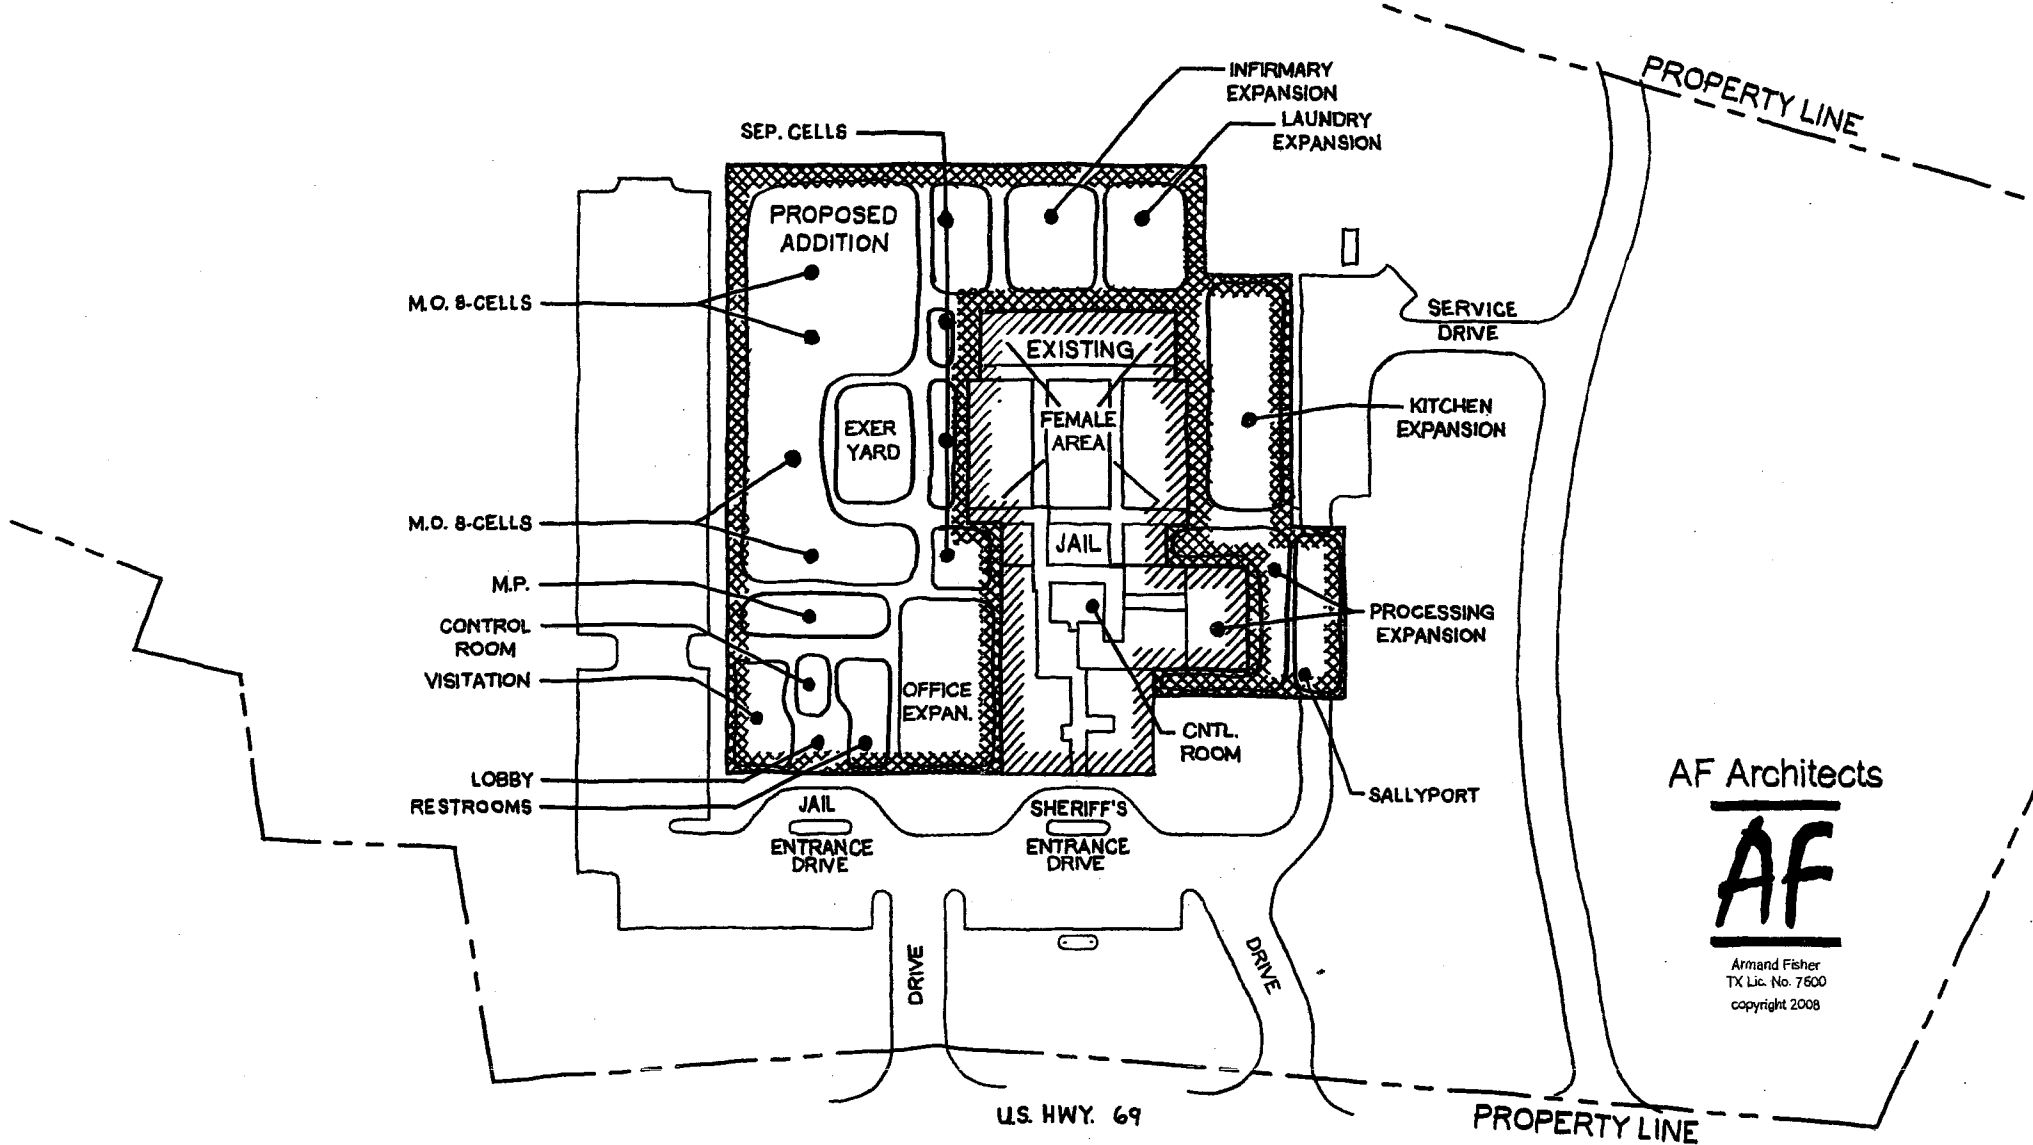 PROPERTY LINE
INFIRMARY
EXPANSION
LAUNDRY
EXPANSION
SEP. CELLS
PROPOSED
ADDITION
M.O. 8-CELLS
SERVICE
DRIVE
EXISTING
FEMALE
AREA
KITCHEN
EXPANSION
EXER
YARD
M.O. 8-CELLS
JAIL
M.P.
CONTROL
ROOM
VISITATION
PROCESSING
EXPANSION
OFFICE
EXPAN.
CNTL.
ROOM
LOBBY
RESTROOMS
SALLYPORT
JAIL
ENTRANCE
DRIVE
SHERIFF'S
ENTRANCE
DRIVE
DRIVE
DRIVE
AF Architects
AF
Armand Fisher
TX Lic. No. 7600
copyright 2008
U.S. HWY. 69
PROPERTY LINE